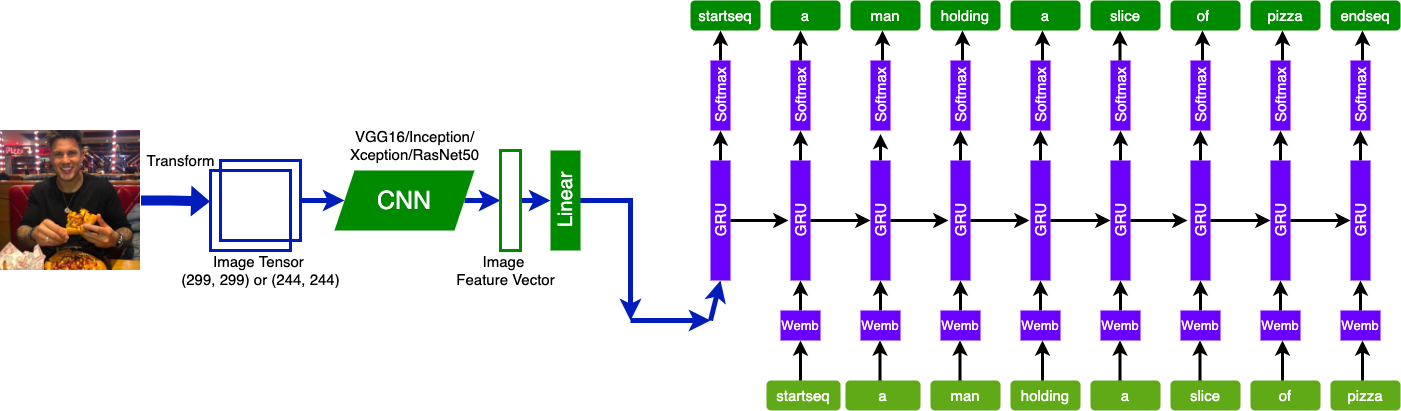 startseq a man holding a slice of pizza endseq
Softmax Softmax Softmax Softmax Softmax Softmax Softmax Softmax Softmax
VGG16/Inception/
Xception/RasNet50
Transform
CNN
Linear
GRU GRU GRU GRU GRU GRU GRU GRU GRU
Image Tensor
(299, 299) or (244, 244)
Image
Feature Vector
Wemb Wemb Wemb Wemb Wemb Wemb Wemb Wemb
startseq a man holding a slice of pizza